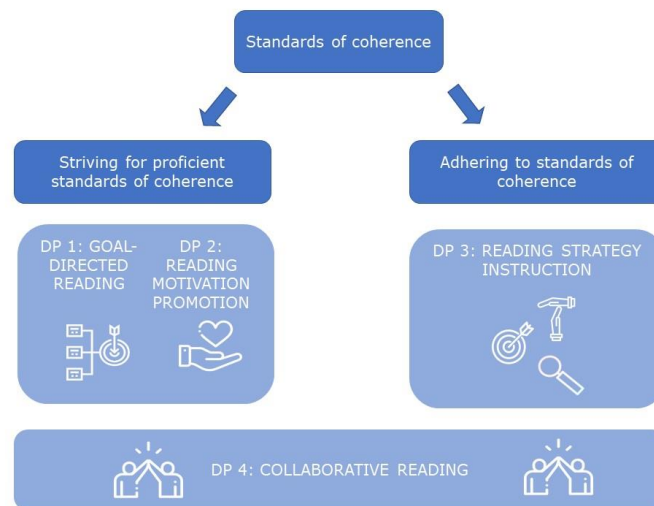 Standards of coherence
Striving for proficient
standards of coherence
Adhering to standards of
coherence
DP 1: GOAL-
DIRECTED
READING
DP 2:
READING
MOTIVATION
PROMOTION
DP 3: READING STRATEGY
INSTRUCTION
DP 4: COLLABORATIVE READING